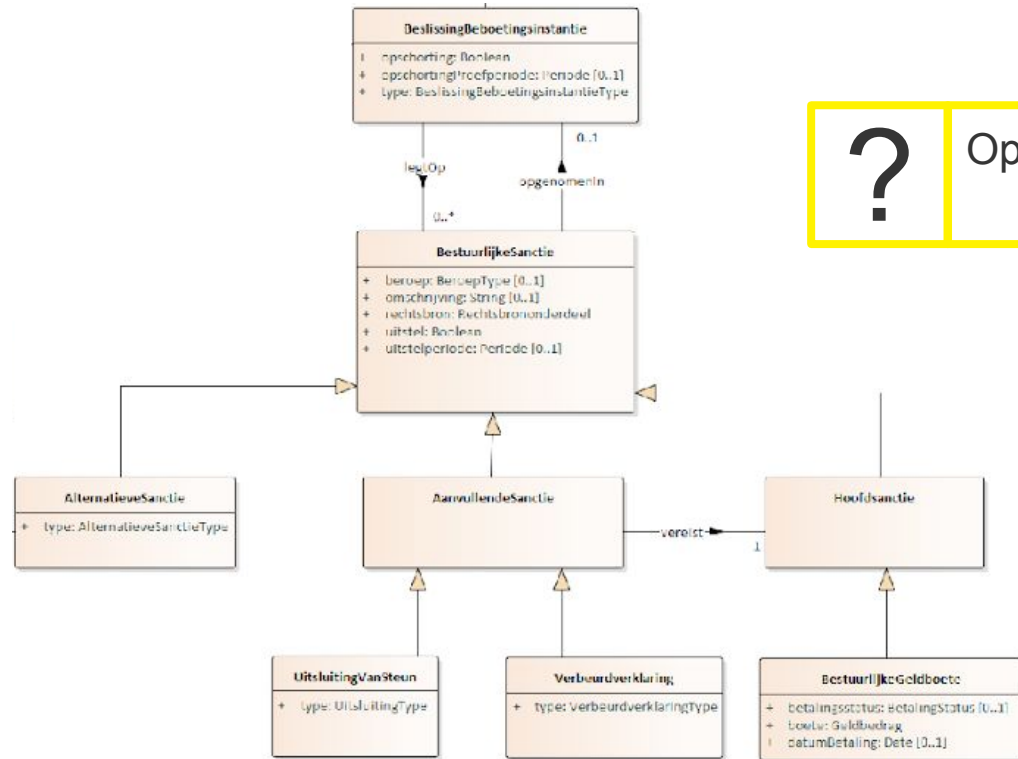 BeslissingBeboetingsinstantie
+ opschorting: Boolean
+ opschortingProefperiode: Periode [0..1]
+ type: BeslissingBeboetingsinstantieType
0..1
legtOp
opgenomenIn
0..*
?
Op
BestuurlijkeSanctie
+ beroep: BeroepType [0..1]
+ omschrijving: String [0..1]
+ rechtsbron: Rechtsbrononderdeel
+ uitstel: Boolean
+ uitstelperiode: Periode [0..1]
AlternatieveSanctie
+ type: AlternatieveSanctieType
AanvullendeSanctie
vereist
1
Hoofdsanctie
UitsluitingVanSteun
+ type: UitsluitingType
Verbeurdverklaring
+ type: VerbeurdverklaringType
BestuurlijkeGeldboete
+ betalingsstatus: BetalingStatus [0..1]
+ boete: Geldbedrag
+ datumBetaling: Date [0..1]